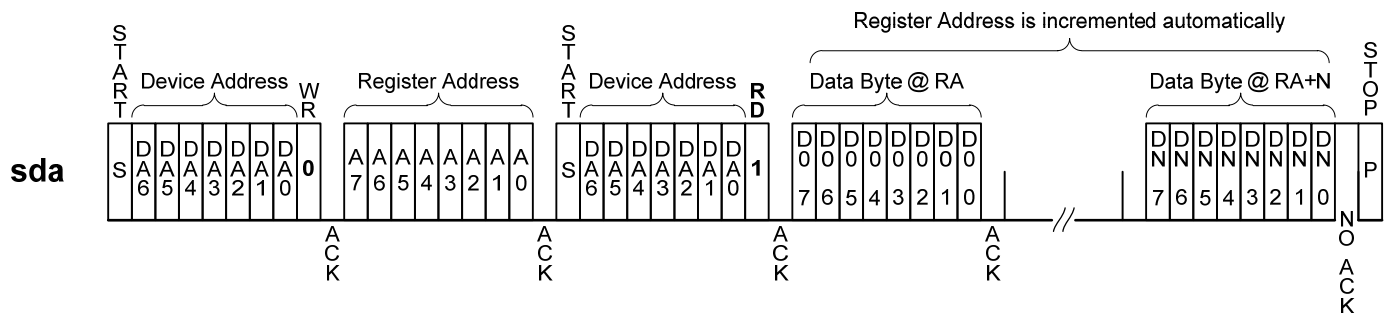 Register Address is incremented automatically
START
Device Address
WR
Register Address
START
Device Address
RD
Data Byte @ RA
Data Byte @ RA+N
STOP
sda
S DA6 DA5 DA4 DA3 DA2 DA1 DA0 0
A7 A6 A5 A4 A3 A2 A1 A0
S DA6 DA5 DA4 DA3 DA2 DA1 DA0 1
D07 D06 D05 D04 D03 D02 D01 D00
//
DN7 DN6 DN5 DN4 DN3 DN2 DN1 DN0
P
ACK
ACK
ACK
ACK
NO ACK